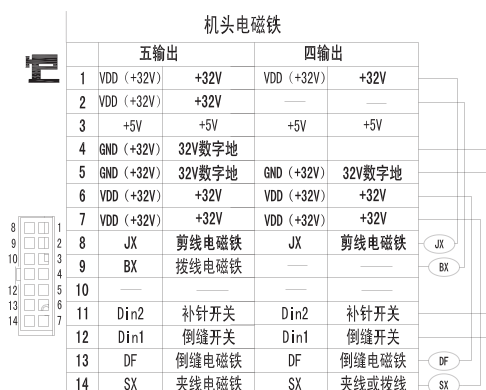 机头电磁铁
五输出 四输出
1 VDD (+32V) +32V VDD (+32V) +32V
2 VDD (+32V) +32V —— ——
3 +5V +5V +5V +5V
4 GND (+32V) 32V数字地
5 GND (+32V) 32V数字地 GND (+32V) 32V数字地
6 VDD (+32V) +32V VDD (+32V) +32V
7 VDD (+32V) +32V VDD (+32V) +32V
8 JX 剪线电磁铁 JX 剪线电磁铁 JX
9 BX 拨线电磁铁 —— —— BX
10 —— —— —— ——
11 Din2 补针开关 Din2 补针开关
12 Din1 倒缝开关 Din1 倒缝开关
13 DF 倒缝电磁铁 DF 倒缝电磁铁 DF
14 SX 夹线电磁铁 SX 夹线或拨线 SX
8 1
9 2
10 3
4
12 5
13 6
14 7